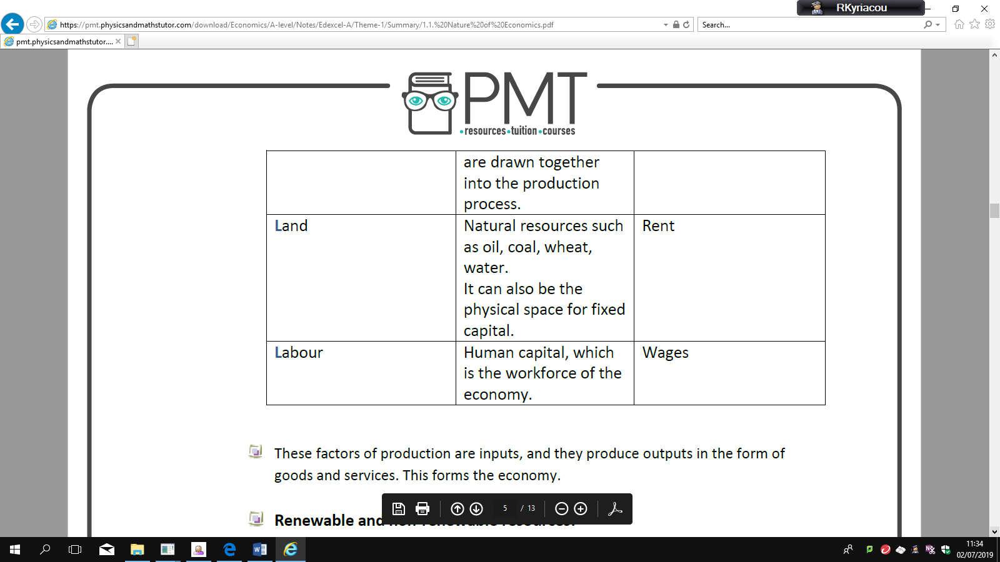 RKyriacou
https://pmt.physicsandmathstutor.com/download/Economics/A-level/Notes/Edexcel-A/Theme-1/Summary/1.1.%20Nature%20of%20Economics.pdf
Search...
pmt.physicsandmathstutor....
PMT
•resources•tuition•courses
are drawn together
into the production
process.
Land
Natural resources such
as oil, coal, wheat,
water.
It can also be the
physical space for fixed
capital.
Rent
Labour
Human capital, which
is the workforce of the
economy.
Wages
These factors of production are inputs, and they produce outputs in the form of
goods and services. This forms the economy.
5 / 13
Renewable and non-renewable resources:
11:34
02/07/2019